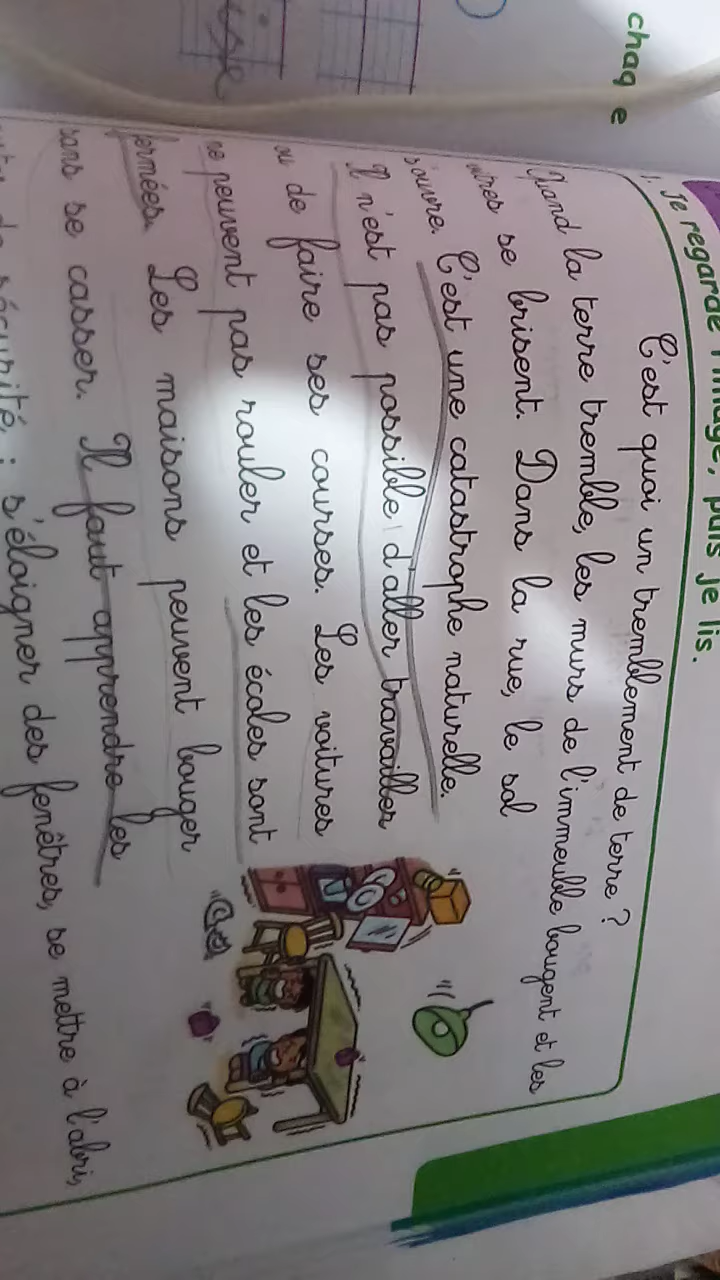 chaq e
Je regarde l'image, puis je lis.
C'est quoi un tremblement de terre ?
Quand la terre tremble, les murs de l'immeuble bougent et les
vitres se brisent. Dans la rue, le sol
s'ouvre. C'est une catastrophe naturelle.
Il n'est pas possible d'aller travailler
ou de faire ses courses. Les voitures
ne peuvent pas rouler et les écoles sont
fermées. Les maisons peuvent bouger
sans se casser. Il faut apprendre les
de sécurité : s'éloigner des fenêtres, se mettre à l'abri,